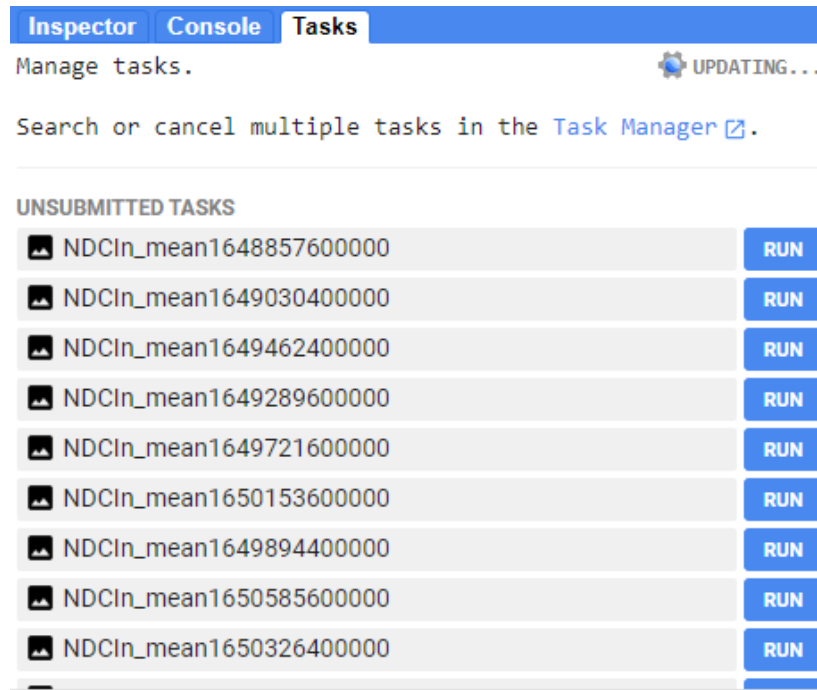 Inspector Console Tasks
Manage tasks. UPDATING...
Search or cancel multiple tasks in the Task Manager.
UNSUBMITTED TASKS
NDCIn_mean1648857600000 RUN
NDCIn_mean1649030400000 RUN
NDCIn_mean1649462400000 RUN
NDCIn_mean1649289600000 RUN
NDCIn_mean1649721600000 RUN
NDCIn_mean1650153600000 RUN
NDCIn_mean1649894400000 RUN
NDCIn_mean1650585600000 RUN
NDCIn_mean1650326400000 RUN